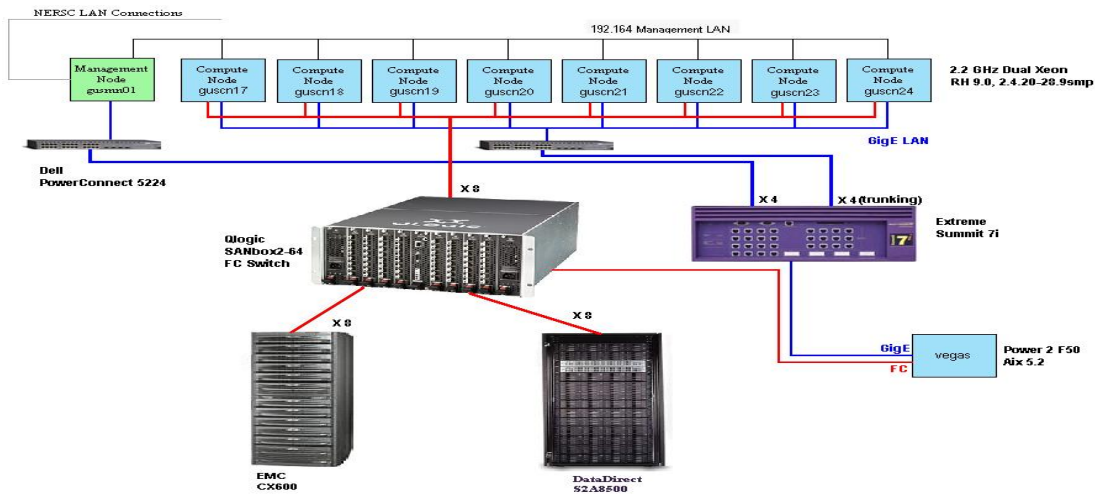 NERSC LAN Connections
192.164 Management LAN
Management
Node
gusmn01
Compute
Node
guscn17
Compute
Node
guscn18
Compute
Node
guscn19
Compute
Node
guscn20
Compute
Node
guscn21
Compute
Node
guscn22
Compute
Node
guscn23
Compute
Node
guscn24
2.2 GHz Dual Xeon
RH 9.0, 2.4.20-28.9smp
GigE LAN
Dell
PowerConnect 5224
X 8
X 4
X 4 (trunking)
Extreme
Summit 7i
7
Qlogic
SANbox2-64
FC Switch
X 8
X 8
GigE
FC
vegas
Power 2 F50
Aix 5.2
EMC
CX600
DataDirect
S2A8500